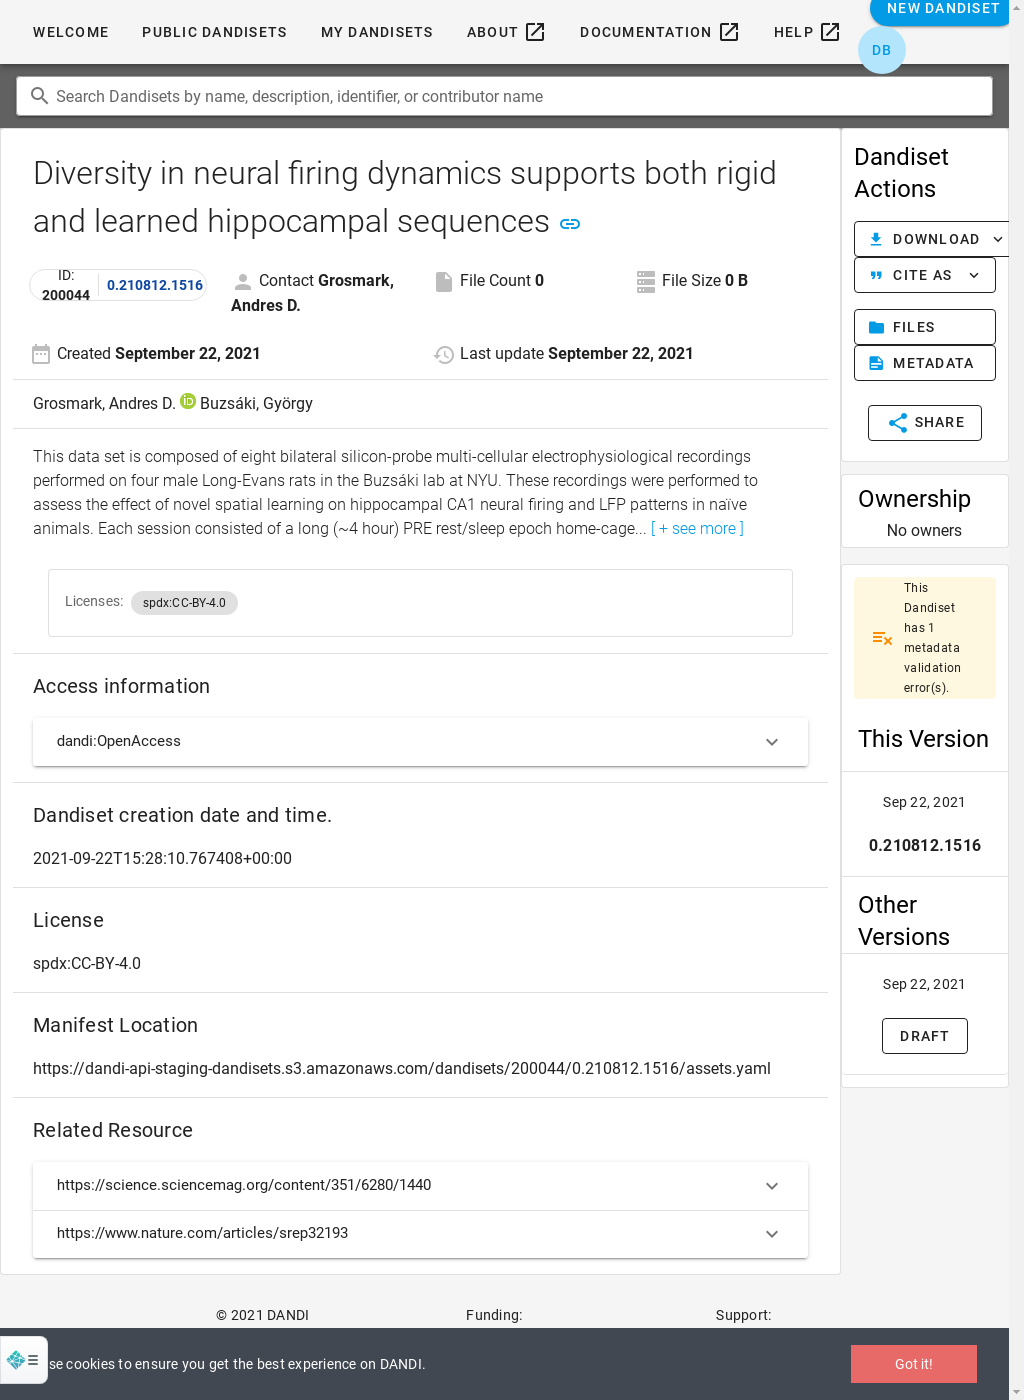 NEW DANDISET
WELCOME PUBLIC DANDISETS MY DANDISETS ABOUT DOCUMENTATION HELP
DB
Search Dandisets by name, description, identifier, or contributor name
Diversity in neural firing dynamics supports both rigid
and learned hippocampal sequences
ID:
200044
0.210812.1516
Contact Grosmark,
Andres D.
File Count 0
File Size 0 B
Created September 22, 2021
Last update September 22, 2021
Grosmark, Andres D. iD Buzsáki, György
This data set is composed of eight bilateral silicon-probe multi-cellular electrophysiological recordings
performed on four male Long-Evans rats in the Buzsáki lab at NYU. These recordings were performed to
assess the effect of novel spatial learning on hippocampal CA1 neural firing and LFP patterns in naïve
animals. Each session consisted of a long (~4 hour) PRE rest/sleep epoch home-cage... [ + see more ]
Licenses: spdx:CC-BY-4.0
Access information
dandi:OpenAccess
Dandiset creation date and time.
2021-09-22T15:28:10.767408+00:00
License
spdx:CC-BY-4.0
Manifest Location
https://dandi-api-staging-dandisets.s3.amazonaws.com/dandisets/200044/0.210812.1516/assets.yaml
Related Resource
https://science.sciencemag.org/content/351/6280/1440
https://www.nature.com/articles/srep32193
Dandiset
Actions
DOWNLOAD
CITE AS
FILES
METADATA
SHARE
Ownership
No owners
This
Dandiset
has 1
metadata
validation
error(s).
This Version
Sep 22, 2021
0.210812.1516
Other
Versions
Sep 22, 2021
DRAFT
© 2021 DANDI
Funding:
Support:
se cookies to ensure you get the best experience on DANDI.
Got it!